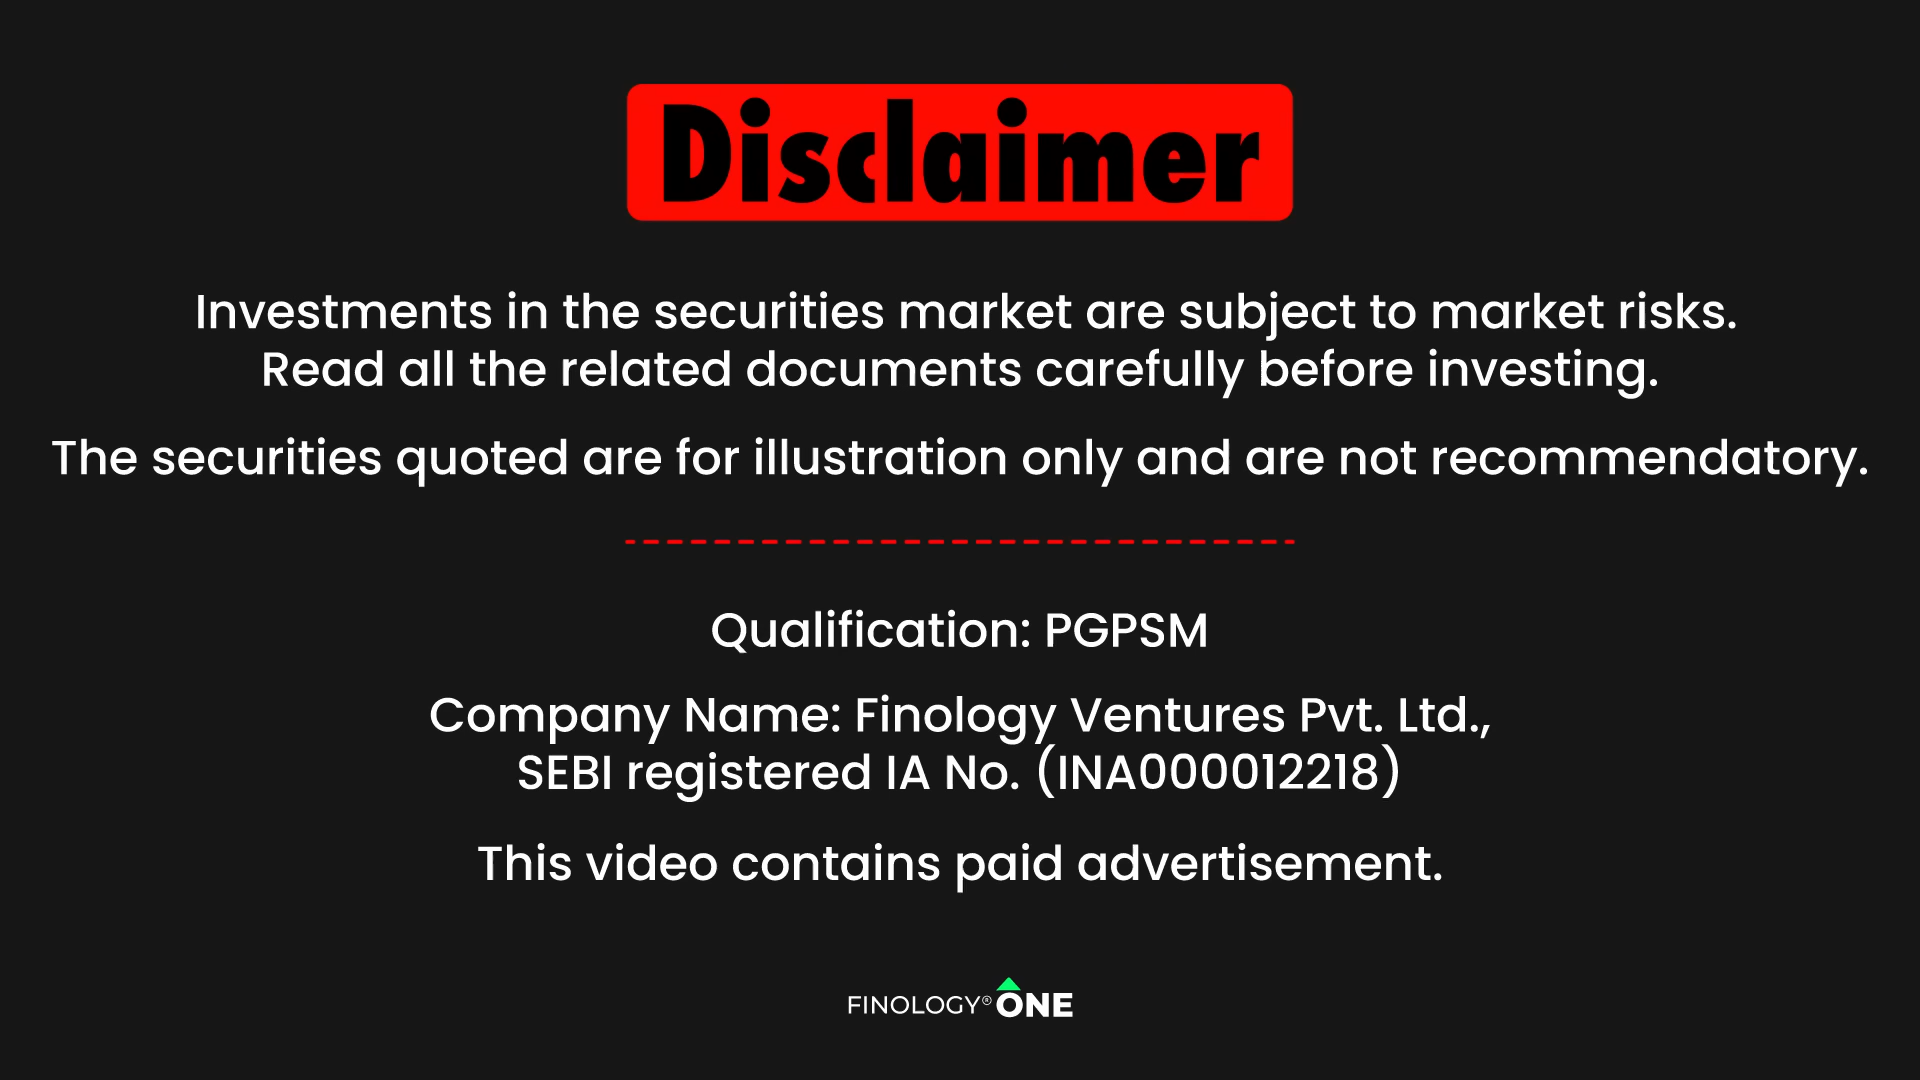 Disclaimer
Investments in the securities market are subject to market risks.
Read all the related documents carefully before investing.
The securities quoted are for illustration only and are not recommendatory.
Qualification: PGPSM
Company Name: Finology Ventures Pvt. Ltd.,
SEBI registered IA No. (INA000012218)
This video contains paid advertisement.
FINOLOGY® ONE